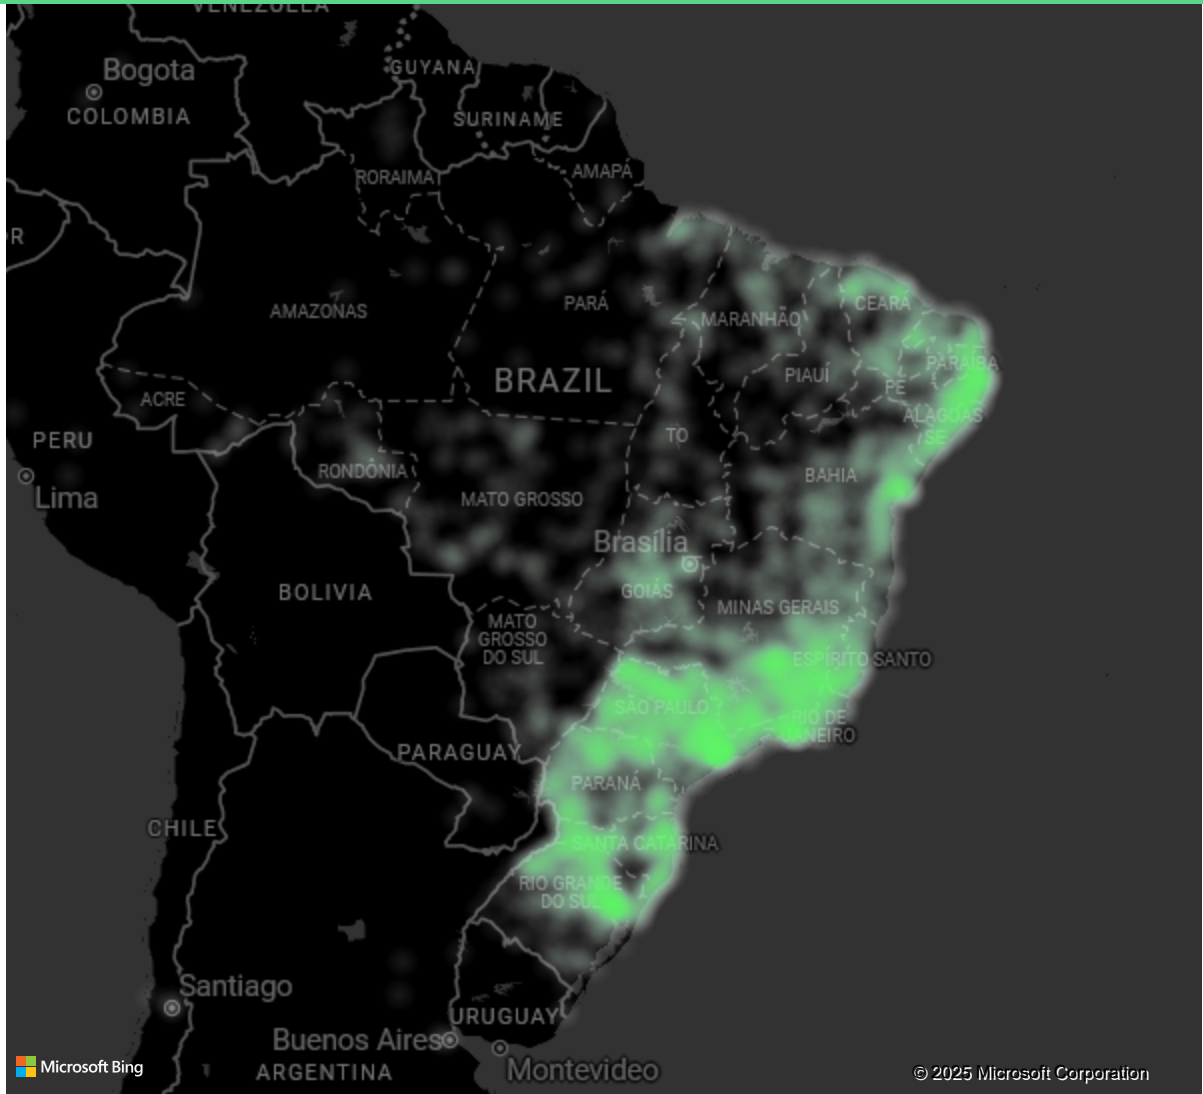 VENEZUELA
Bogota
COLOMBIA
GUYANA
SURINAME
AMAPÁ
RORAIMA
R
AMAZONAS
PARÁ
MARANHÃO
CEARÁ
BRAZIL
PIAUÍ
PARAÍBA
PE
ACRE
ALAGOAS
SE
PERU
TO
RONDÔNIA
BAHIA
Lima
MATO GROSSO
Brasília
BOLIVIA
GOIÁS
MINAS GERAIS
MATO
GROSSO
DO SUL
ESPÍRITO SANTO
SÃO PAULO
RIO DE
JANEIRO
PARAGUAY
PARANÁ
CHILE
SANTA CATARINA
RIO GRANDE
DO SUL
Santiago
URUGUAY
Buenos Aires
ARGENTINA
Montevideo
Microsoft Bing
© 2025 Microsoft Corporation